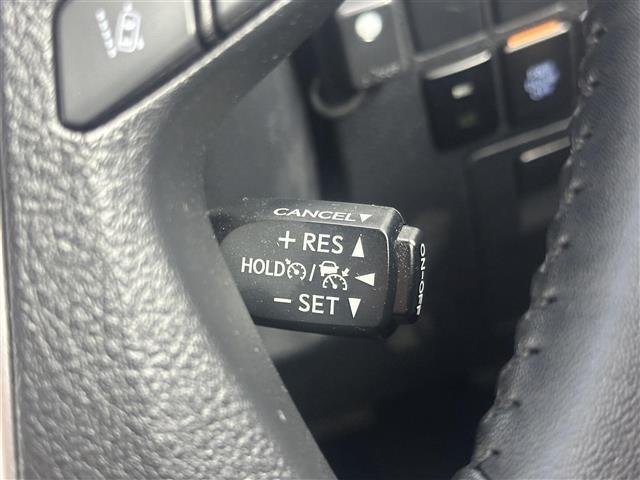 CANCEL▼
+ RES ▲
HOLD / ◀
− SET ▼
ON-OFF